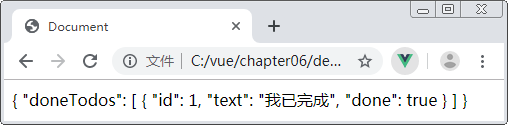 Document
文件 C:/vue/chapter06/de...
{ "doneTodos": [ { "id": 1, "text": "我已完成", "done": true } ] }